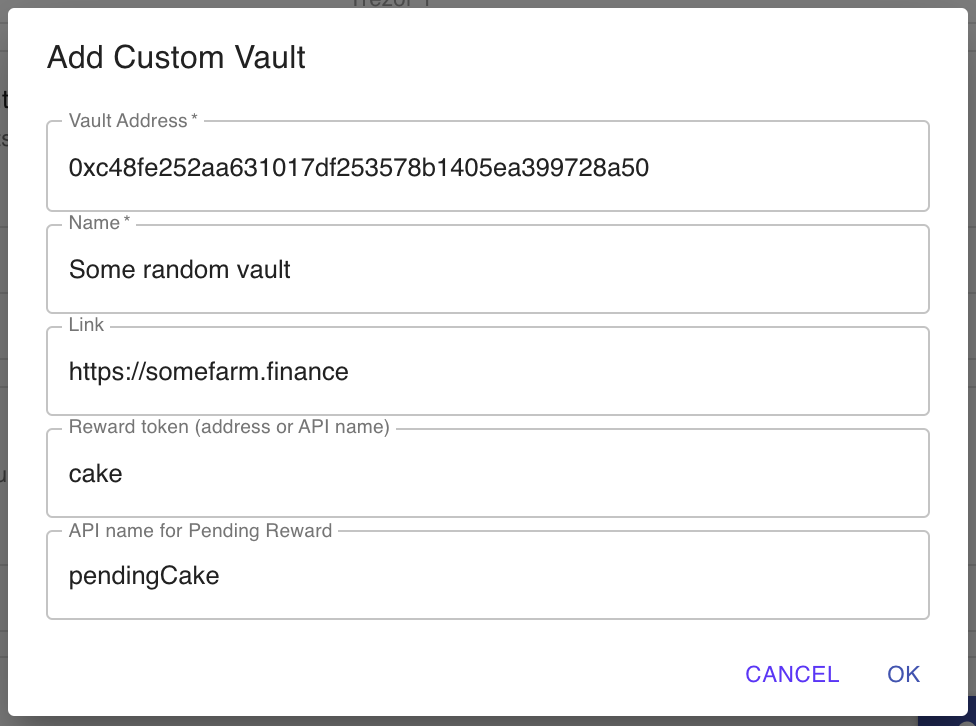 Add Custom Vault
Vault Address *
0xc48fe252aa631017df253578b1405ea399728a50
Name *
Some random vault
Link
https://somefarm.finance
Reward token (address or API name)
cake
API name for Pending Reward
pendingCake
CANCEL
OK